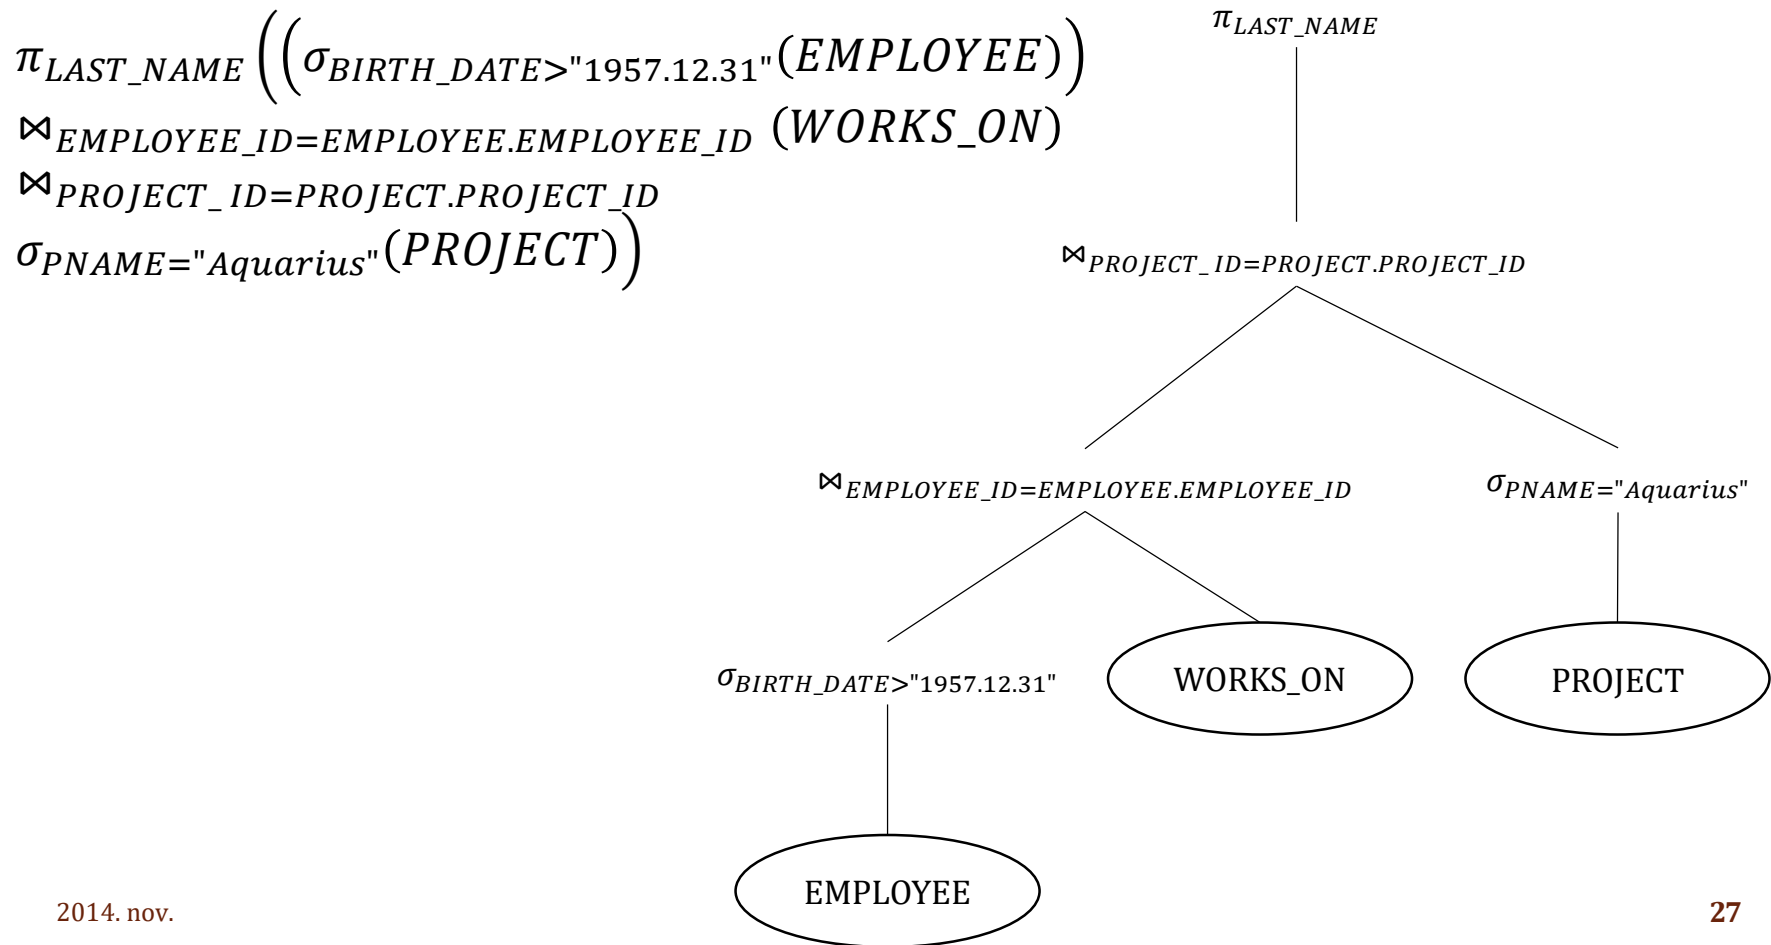 π_LAST_NAME ((σ_BIRTH_DATE>"1957.12.31"(EMPLOYEE))
⋈_EMPLOYEE_ID=EMPLOYEE.EMPLOYEE_ID (WORKS_ON)
⋈_PROJECT_ ID=PROJECT.PROJECT_ID
σ_PNAME="Aquarius"(PROJECT))
π_LAST_NAME
⋈_PROJECT_ ID=PROJECT.PROJECT_ID
⋈_EMPLOYEE_ID=EMPLOYEE.EMPLOYEE_ID
σ_PNAME="Aquarius"
σ_BIRTH_DATE>"1957.12.31"
WORKS_ON
PROJECT
EMPLOYEE
2014. nov.
27